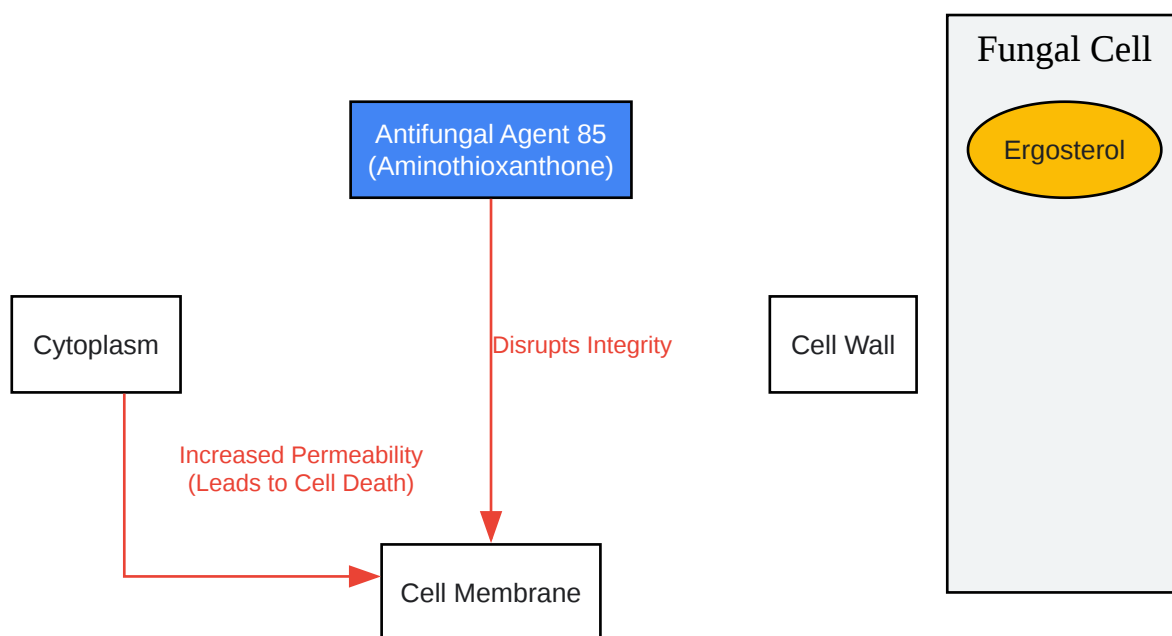 Fungal Cell
Antifungal Agent 85
(Aminothioxanthone)
Ergosterol
Cytoplasm
Disrupts Integrity
Cell Wall
Increased Permeability
(Leads to Cell Death)
Cell Membrane